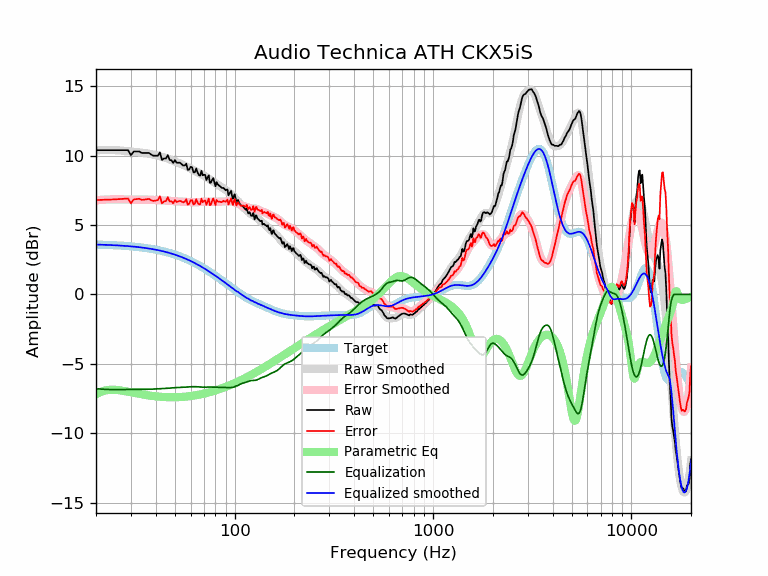 Audio Technica ATH CKX5iS
Amplitude (dBr)
15
10
5
0
−5
−10
−15
Target
Raw Smoothed
Error Smoothed
Raw
Error
Parametric Eq
Equalization
Equalized smoothed
100
1000
10000
Frequency (Hz)